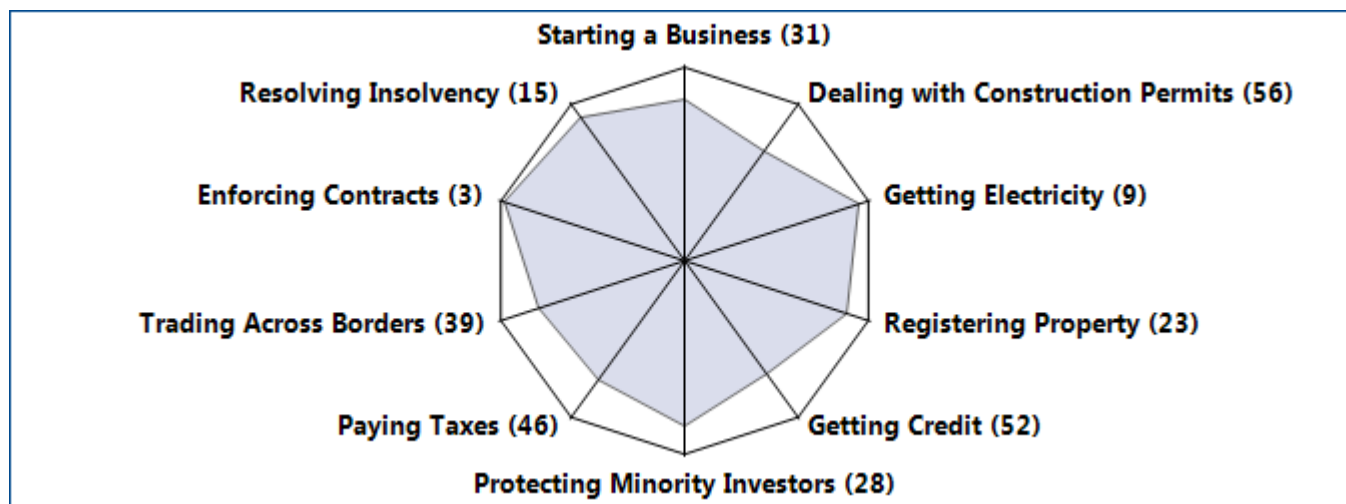 Starting a Business (31)
Resolving Insolvency (15)
Dealing with Construction Permits (56)
Enforcing Contracts (3)
Getting Electricity (9)
Trading Across Borders (39)
Registering Property (23)
Paying Taxes (46)
Getting Credit (52)
Protecting Minority Investors (28)